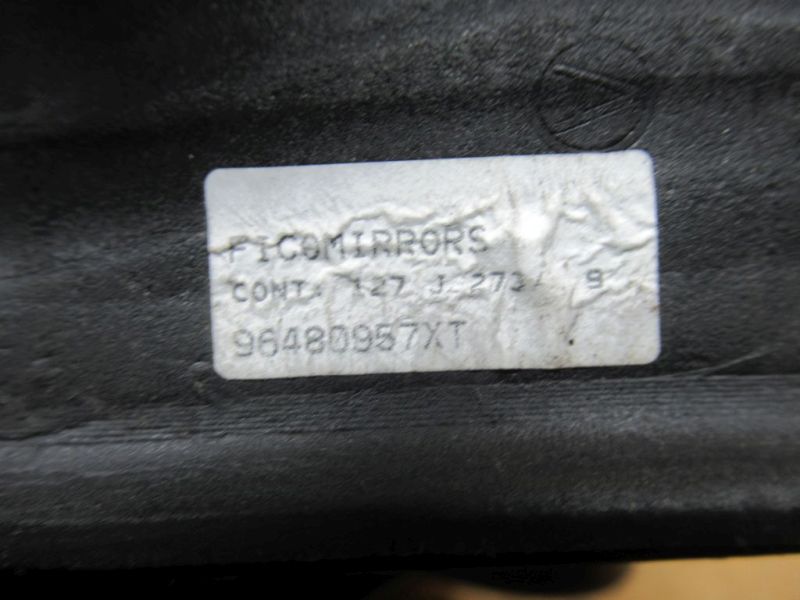 FICOMIRRORS
CONT. 127 J 273 9
96480957XT